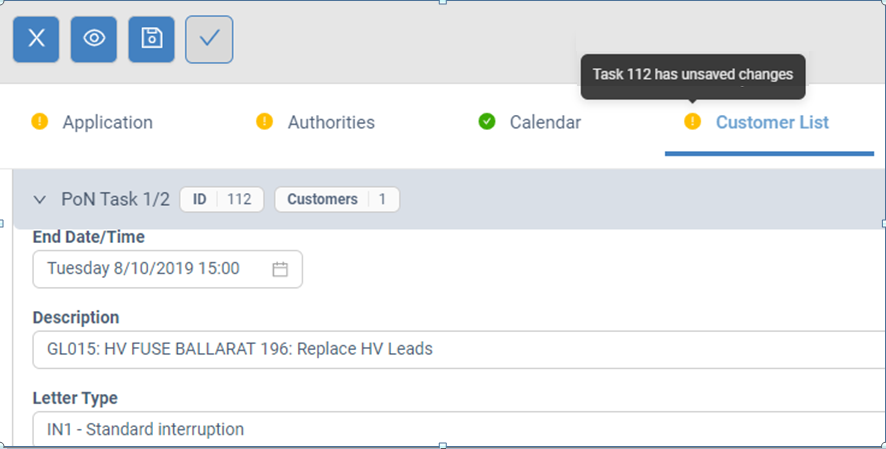 Task 112 has unsaved changes
Application Authorities Calendar Customer List
PoN Task 1/2 ID 112 Customers 1
End Date/Time
Tuesday 8/10/2019 15:00
Description
GL015: HV FUSE BALLARAT 196: Replace HV Leads
Letter Type
IN1 - Standard interruption